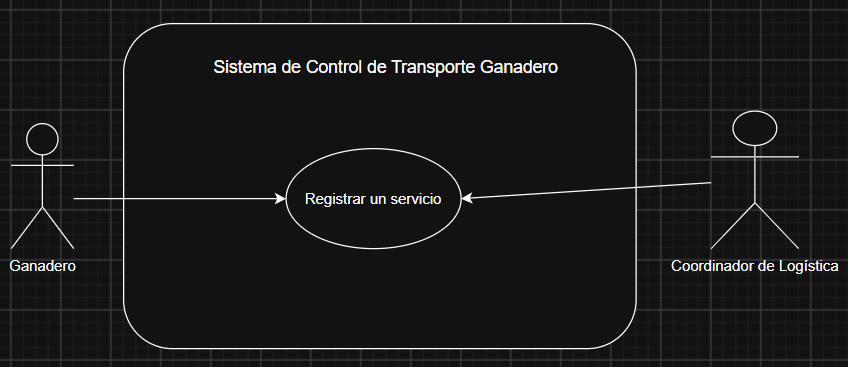 Sistema de Control de Transporte Ganadero
Registrar un servicio
Ganadero
Coordinador de Logística